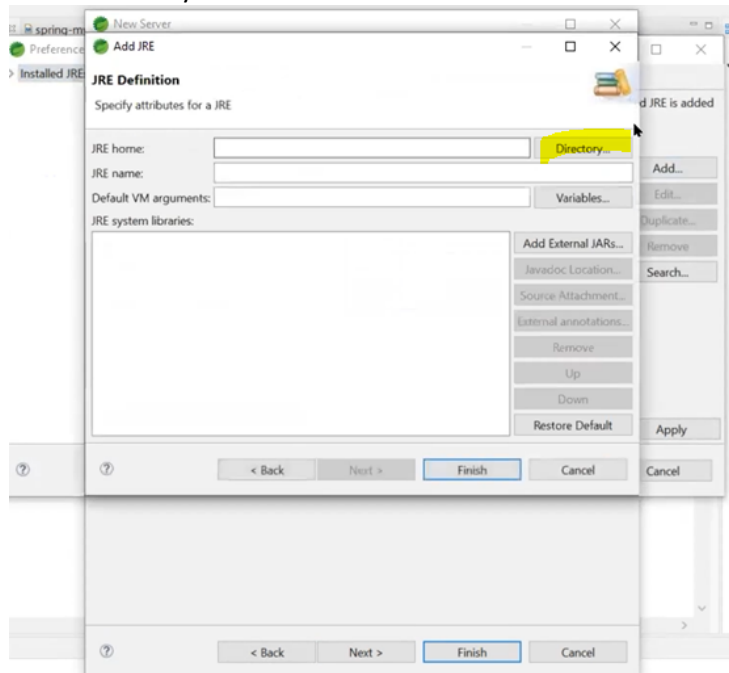 spring-m
New Server
Preference
Add JRE
Installed JRE
JRE Definition
Specify attributes for a JRE
d JRE is added
JRE home:
Directory...
JRE name:
Add...
Default VM arguments:
Variables...
Edit...
JRE system libraries:
Duplicate...
Add External JARs...
Remove
Javadoc Location...
Search...
Source Attachment...
External annotations...
Remove
Up
Down
Restore Default
Apply
< Back
Next >
Finish
Cancel
Cancel
< Back
Next >
Finish
Cancel